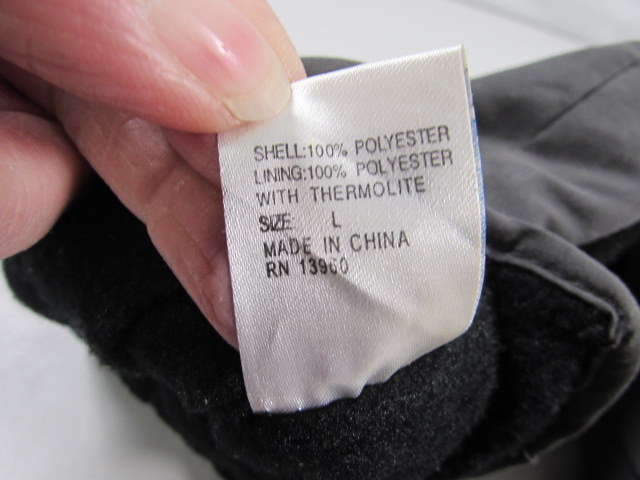 SHELL:100% POLYESTER
LINING:100% POLYESTER
WITH THERMOLITE
SIZE: L
MADE IN CHINA
RN 13960